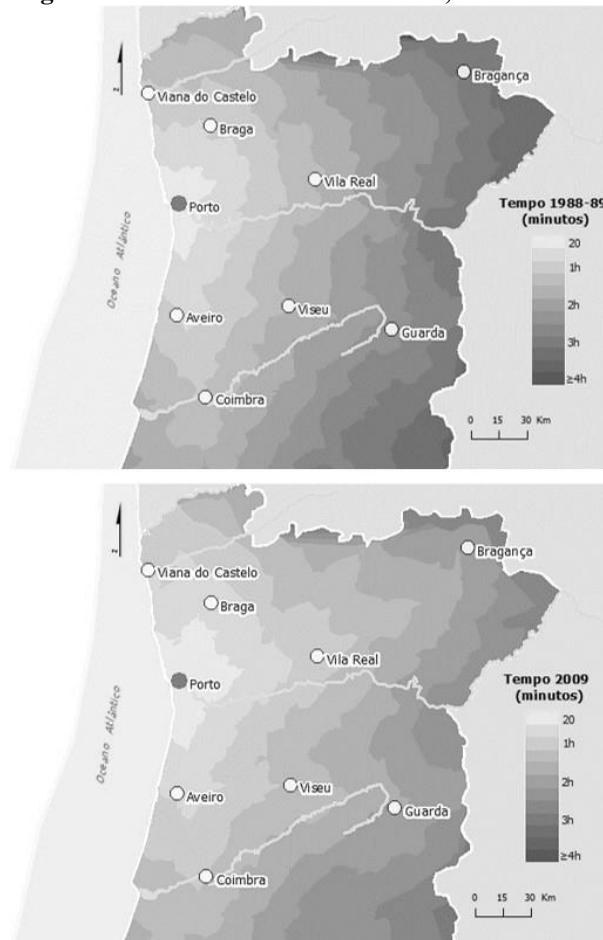 Bragança
Viana do Castelo
Braga
Vila Real
Porto
Tempo 1988-89
(minutos)
20
1h
2h
3h
≥4h
Oceano Atlântico
Aveiro
Viseu
Guarda
Coimbra
0 15 30 Km
z
Bragança
Viana do Castelo
Braga
Vila Real
Porto
Tempo 2009
(minutos)
20
1h
2h
3h
≥4h
Oceano Atlântico
Aveiro
Viseu
Guarda
Coimbra
0 15 30 Km
z